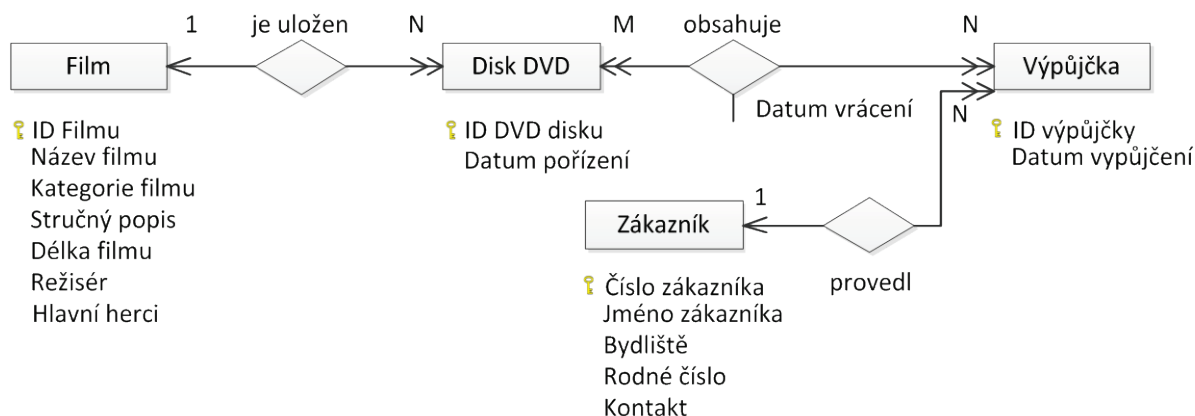 1 je uložen N M obsahuje N
Film Disk DVD Výpůjčka
Datum vrácení N
ID Filmu
Název filmu
Kategorie filmu
Stručný popis
Délka filmu
Režisér
Hlavní herci
ID DVD disku
Datum pořízení
ID výpůjčky
Datum vypůjčení
1
Zákazník
provedl
Číslo zákazníka
Jméno zákazníka
Bydliště
Rodné číslo
Kontakt